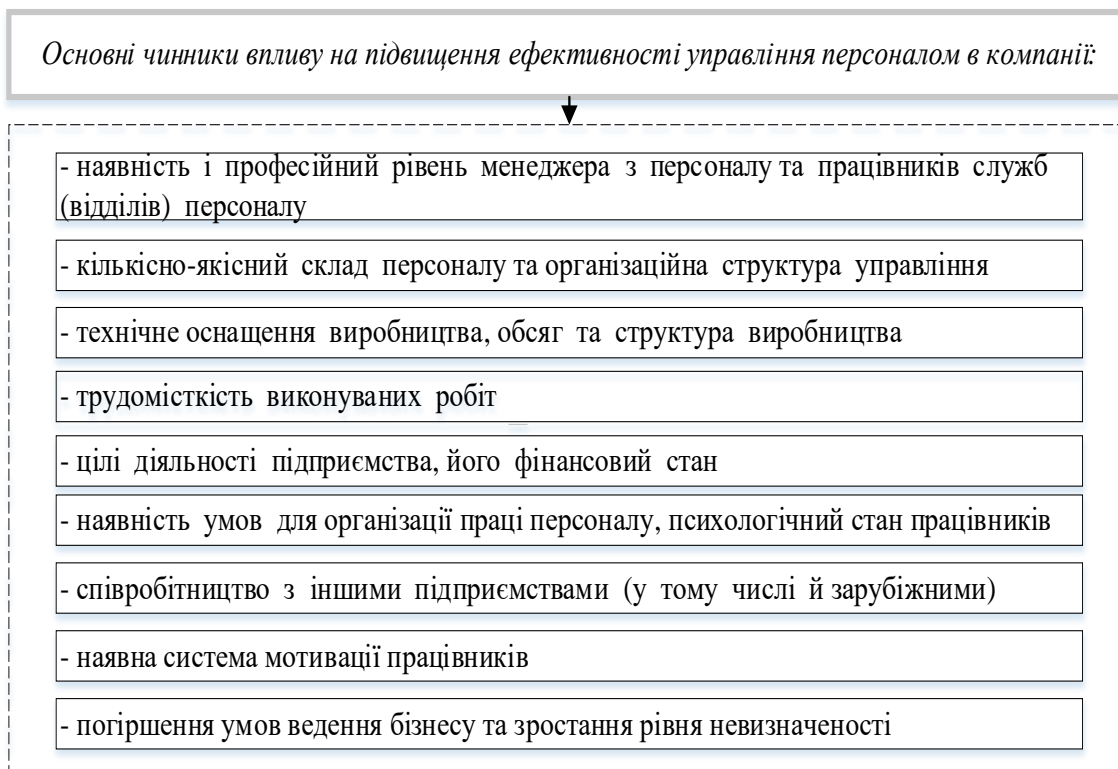 Основні чинники впливу на підвищення ефективності управління персоналом в компанії:
- наявність і професійний рівень менеджера з персоналу та працівників служб
(відділів) персоналу
- кількісно-якісний склад персоналу та організаційна структура управління
- технічне оснащення виробництва, обсяг та структура виробництва
- трудомісткість виконуваних робіт
- цілі діяльності підприємства, його фінансовий стан
- наявність умов для організації праці персоналу, психологічний стан працівників
- співробітництво з іншими підприємствами (у тому числі й зарубіжними)
- наявна система мотивації працівників
- погіршення умов ведення бізнесу та зростання рівня невизначеності